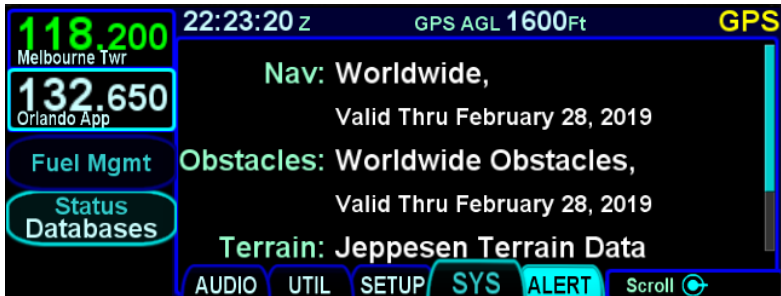 118.200
Melbourne Twr
132.650
Orlando App
Fuel Mgmt
Status
Databases
22:23:20 Z
GPS AGL 1600Ft
GPS
Nav: Worldwide,
Valid Thru February 28, 2019
Obstacles: Worldwide Obstacles,
Valid Thru February 28, 2019
Terrain: Jeppesen Terrain Data
AUDIO UTIL SETUP SYS ALERT Scroll